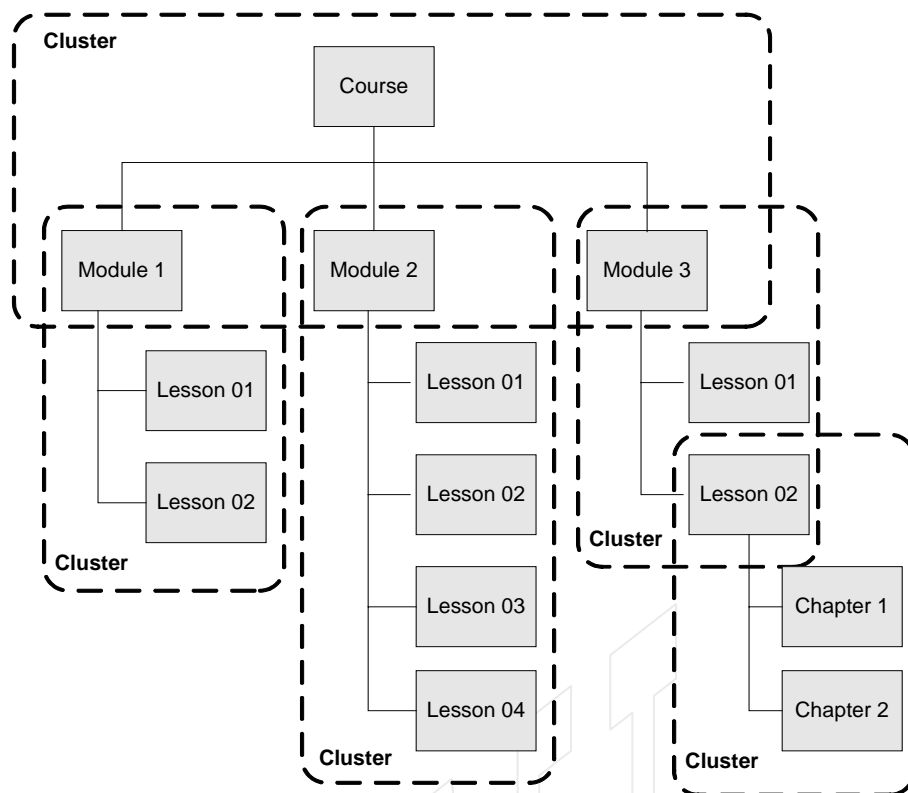 Cluster
Course
Module 1
Module 2
Module 3
Lesson 01
Lesson 01
Lesson 01
Lesson 02
Lesson 02
Lesson 02
Cluster
Cluster
Lesson 03
Chapter 1
Lesson 04
Chapter 2
Cluster
Cluster